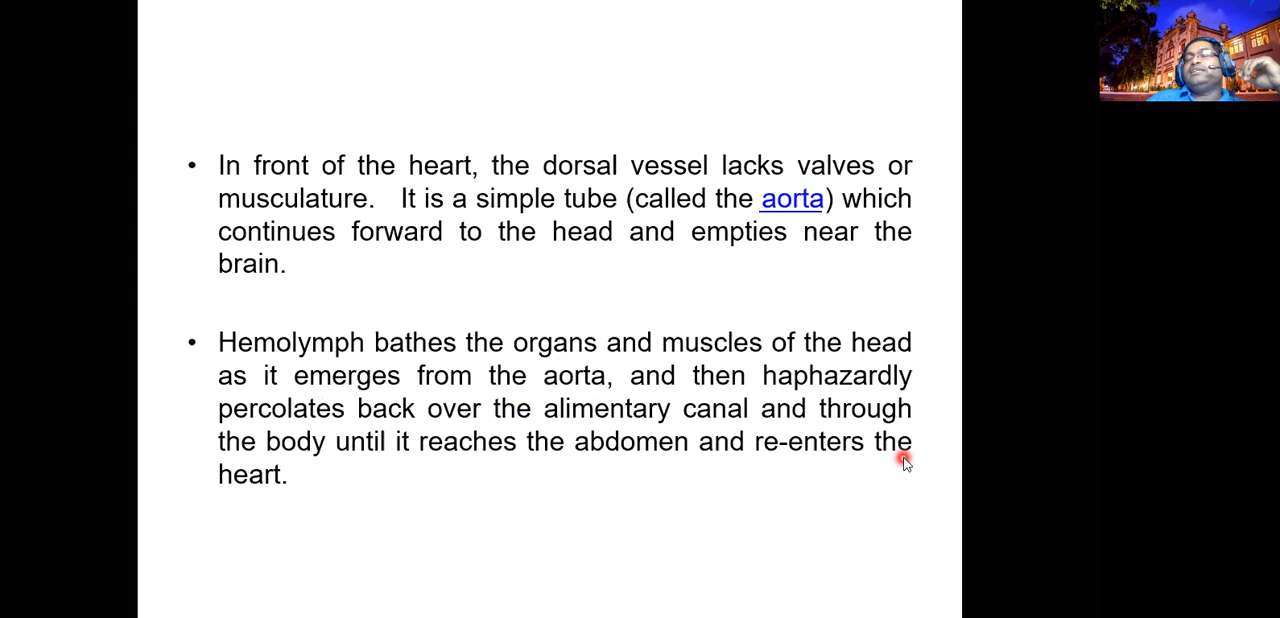 • In front of the heart, the dorsal vessel lacks valves or
musculature. It is a simple tube (called the aorta) which
continues forward to the head and empties near the
brain.
• Hemolymph bathes the organs and muscles of the head
as it emerges from the aorta, and then haphazardly
percolates back over the alimentary canal and through
the body until it reaches the abdomen and re-enters the
heart.